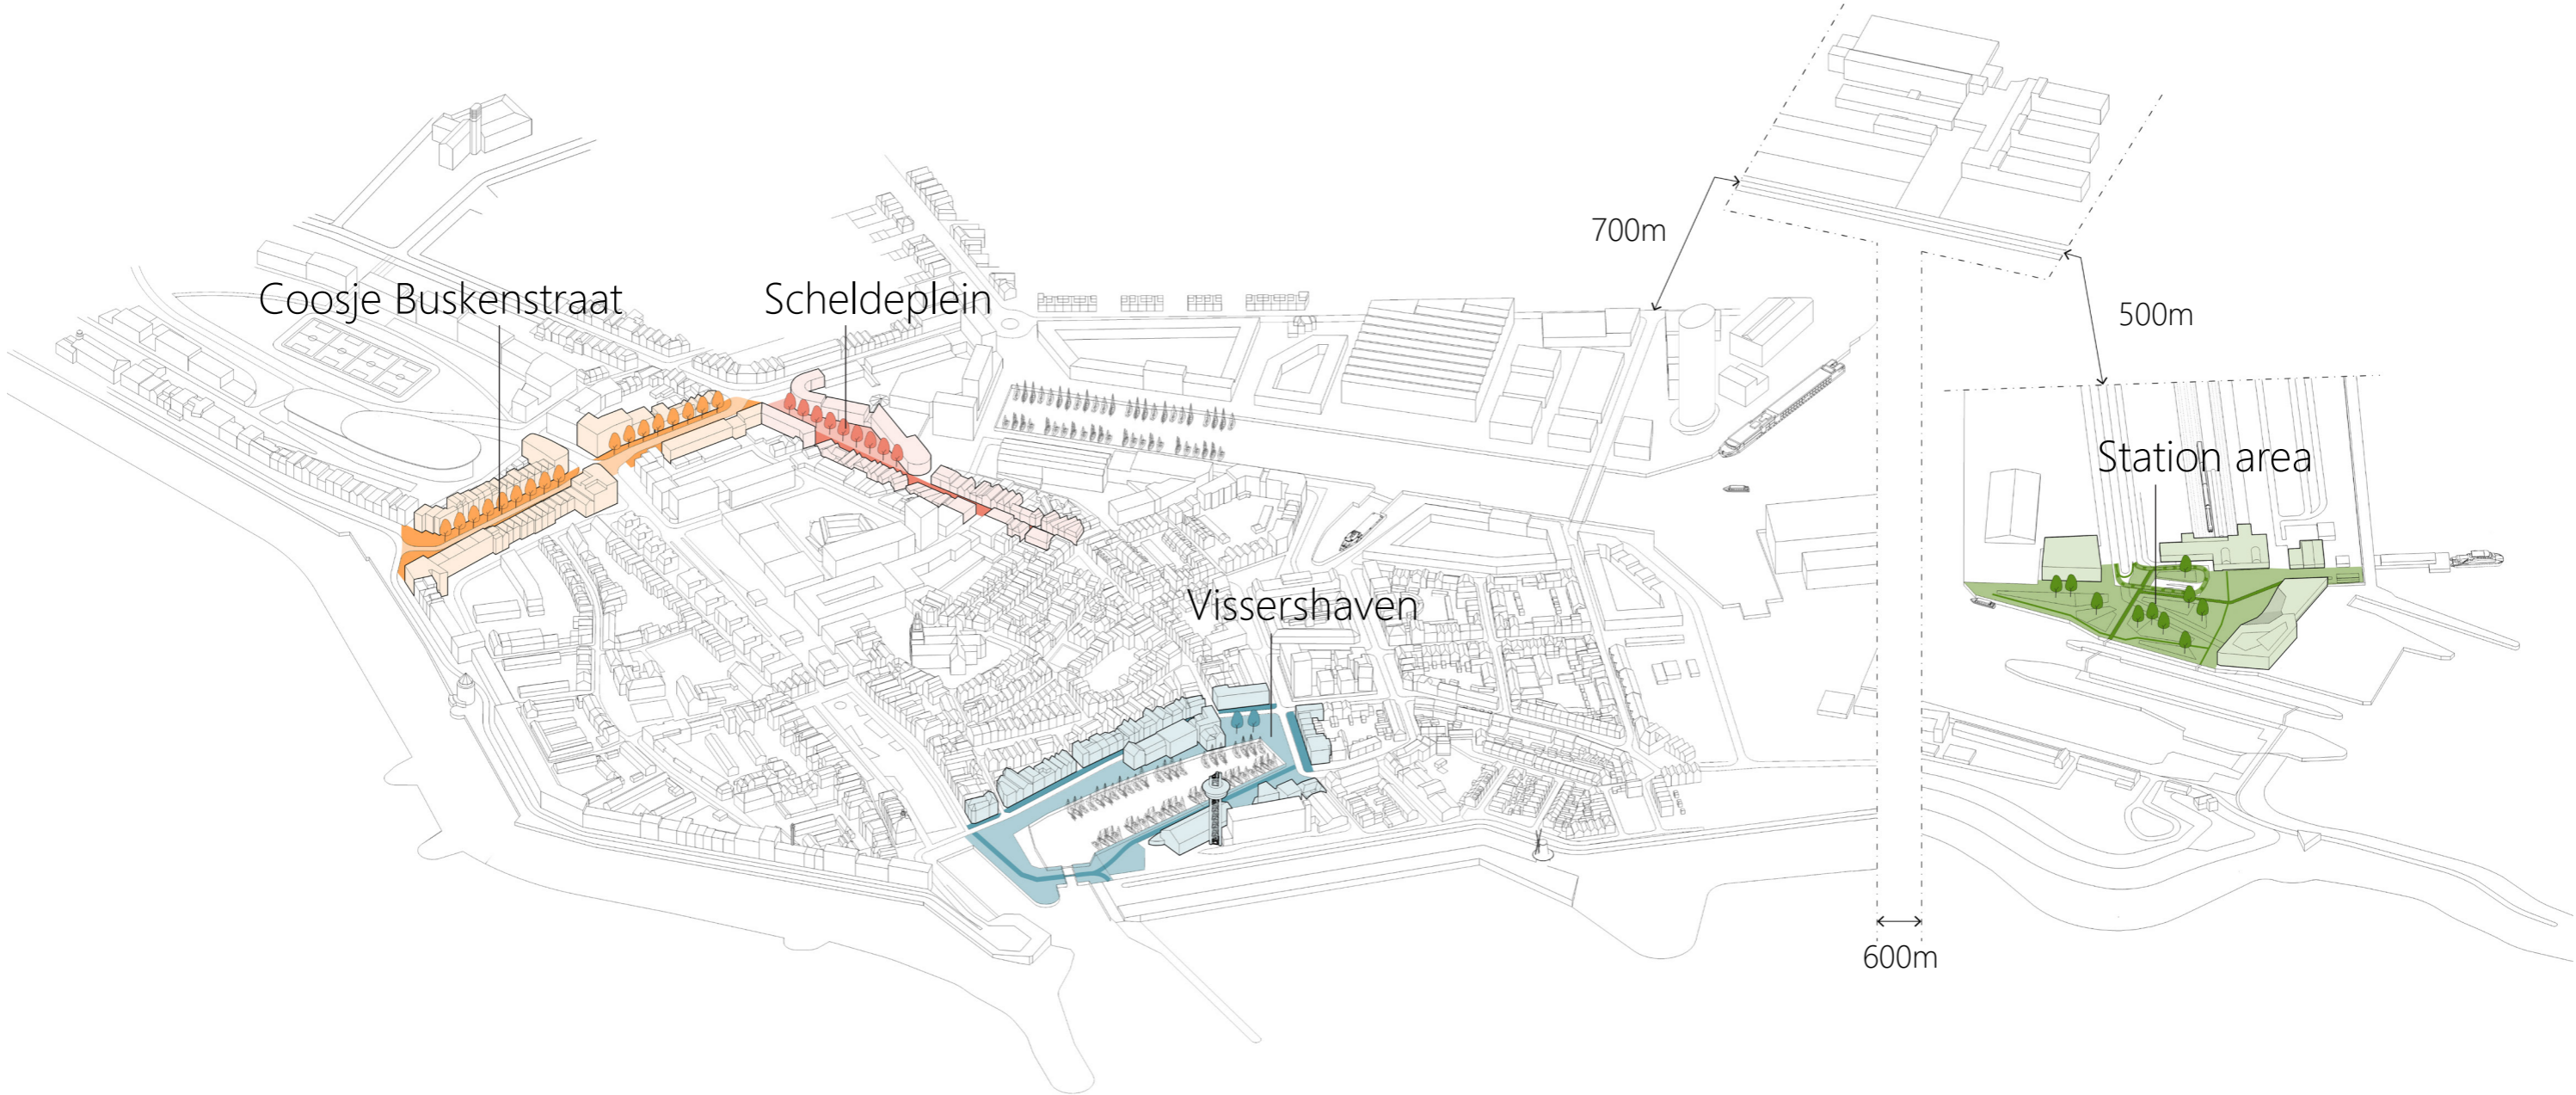 700m
Coosje Buskenstraat
Scheldeplein
500m
Station area
Vissershaven
600m